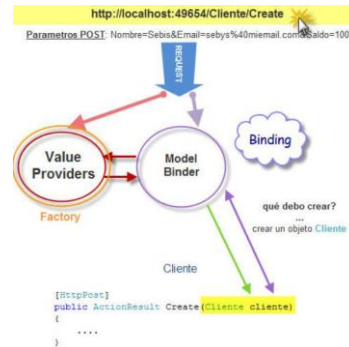 http://localhost:49654/Cliente/Create
Parametros POST: Nombre=Sebis&Email=sebys%40miemail.com&Saldo=100
REQUEST
Value
Providers
Model
Binder
Binding
Factory
qué debo crear?
...
crear un objeto Cliente
Cliente
[HttpPost]
public ActionResult Create(Cliente cliente)
{
....
}